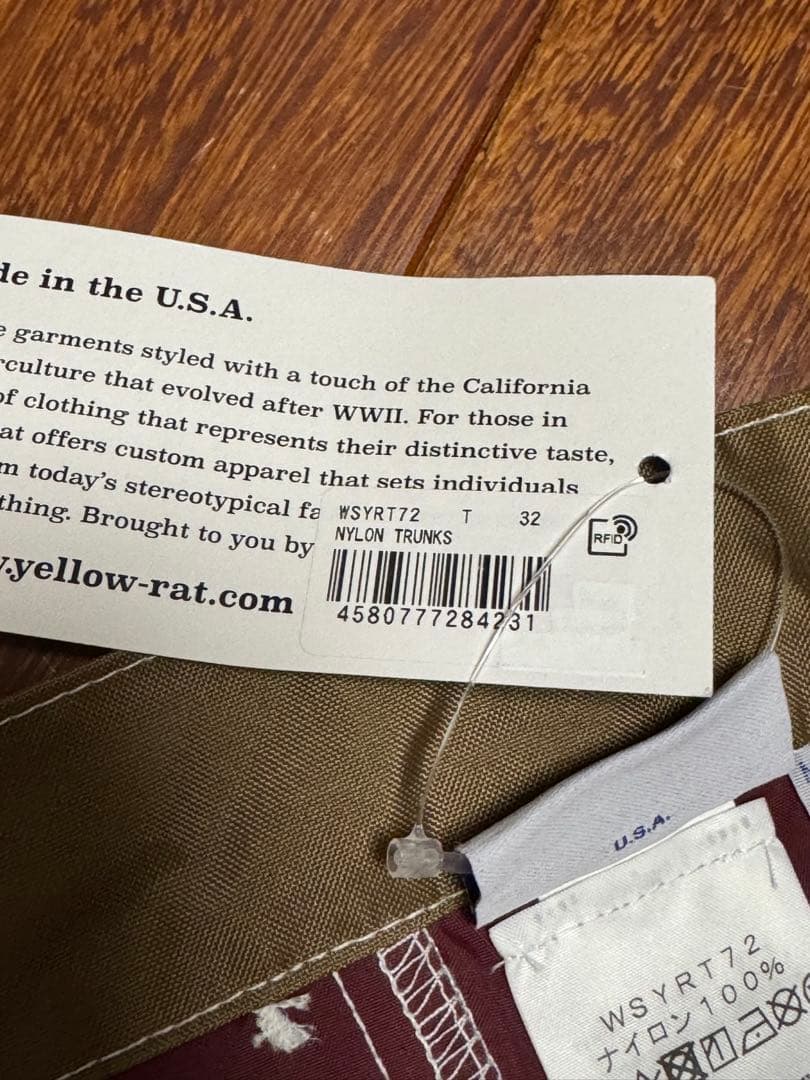 de in the U.S.A.
e garments styled with a touch of the California
rculture that evolved after WWII. For those in
of clothing that represents their distinctive taste,
at offers custom apparel that sets individuals
m today's stereotypical fa
thing. Brought to you by
.yellow-rat.com
WSYRT72 T 32
NYLON TRUNKS
RFID
4580777284231
U.S.A.
WSYRT72
ナイロン100%